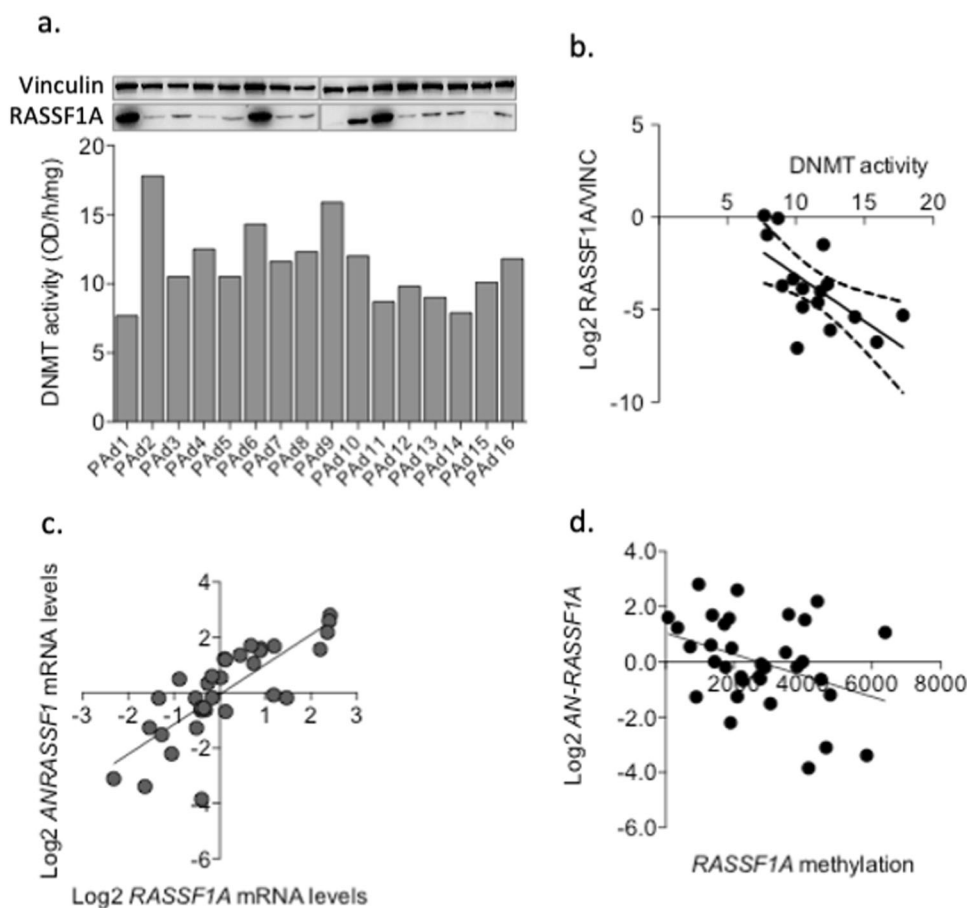 a.
Vinculin
RASSF1A
20
15
10
5
0
DNMT activity (OD/h/mg)
PAd1
PAd2
PAd3
PAd4
PAd5
PAd6
PAd7
PAd8
PAd9
PAd10
PAd11
PAd12
PAd13
PAd14
PAd15
PAd16
b.
5
DNMT activity
5 10 15 20
0
-5
-10
Log2 RASSF1A/VINC
c.
4
2
-3 -2 -1 1 2 3
-2
-4
-6
Log2 ANRASSF1 mRNA levels
Log2 RASSF1A mRNA levels
d.
4.0
2.0
0.0
2000 4000 6000 8000
-2.0
-4.0
-6.0
Log2 AN-RASSF1A
RASSF1A methylation